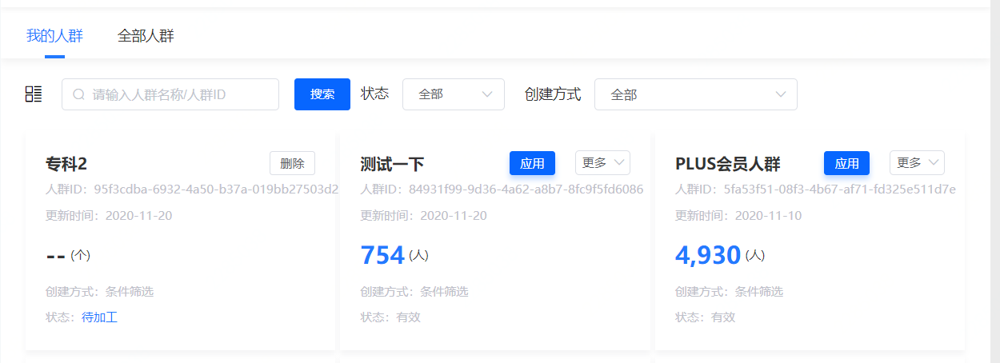 我的人群 全部人群
请输入人群名称/人群ID 搜索 状态 全部 创建方式 全部
专科2 删除
人群ID：95f3cdba-6932-4a50-b37a-019bb27503d2
更新时间：2020-11-20
-- (个)
创建方式：条件筛选
状态：待加工
测试一下 应用 更多
人群ID：84931f99-9d36-4a62-a8b7-8fc9f5fd6086
更新时间：2020-11-20
754 (人)
创建方式：条件筛选
状态：有效
PLUS会员人群 应用 更多
人群ID：5fa53f51-08f3-4b67-af71-fd325e511d7e
更新时间：2020-11-10
4,930 (人)
创建方式：条件筛选
状态：有效